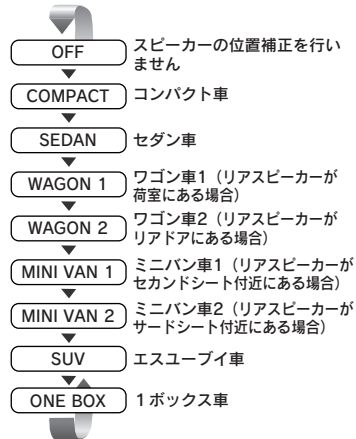 OFF
スピーカーの位置補正を行い
ません
COMPACT
コンパクト車
SEDAN
セダン車
WAGON 1
ワゴン車1（リアスピーカーが
荷室にある場合）
WAGON 2
ワゴン車2（リアスピーカーが
リアドアにある場合）
MINI VAN 1
ミニバン車1（リアスピーカーが
セカンドシート付近にある場合）
MINI VAN 2
ミニバン車2（リアスピーカーが
サードシート付近にある場合）
SUV
エスユーブイ車
ONE BOX
１ボックス車